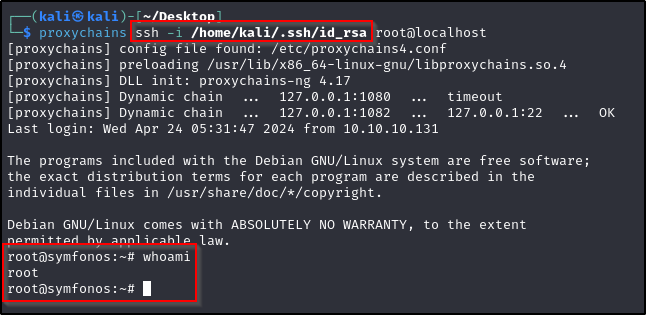 ┌──(kali㉿kali)-[~/Desktop]
└─$ proxychains ssh -i /home/kali/.ssh/id_rsa root@localhost
[proxychains] config file found: /etc/proxychains4.conf
[proxychains] preloading /usr/lib/x86_64-linux-gnu/libproxychains.so.4
[proxychains] DLL init: proxychains-ng 4.17
[proxychains] Dynamic chain  ...  127.0.0.1:1080  ...  timeout
[proxychains] Dynamic chain  ...  127.0.0.1:1082  ...  127.0.0.1:22  ...  OK
Last login: Wed Apr 24 05:31:47 2024 from 10.10.10.131

The programs included with the Debian GNU/Linux system are free software;
the exact distribution terms for each program are described in the
individual files in /usr/share/doc/*/copyright.

Debian GNU/Linux comes with ABSOLUTELY NO WARRANTY, to the extent
permitted by applicable law.
root@symfonos:~# whoami
root
root@symfonos:~#